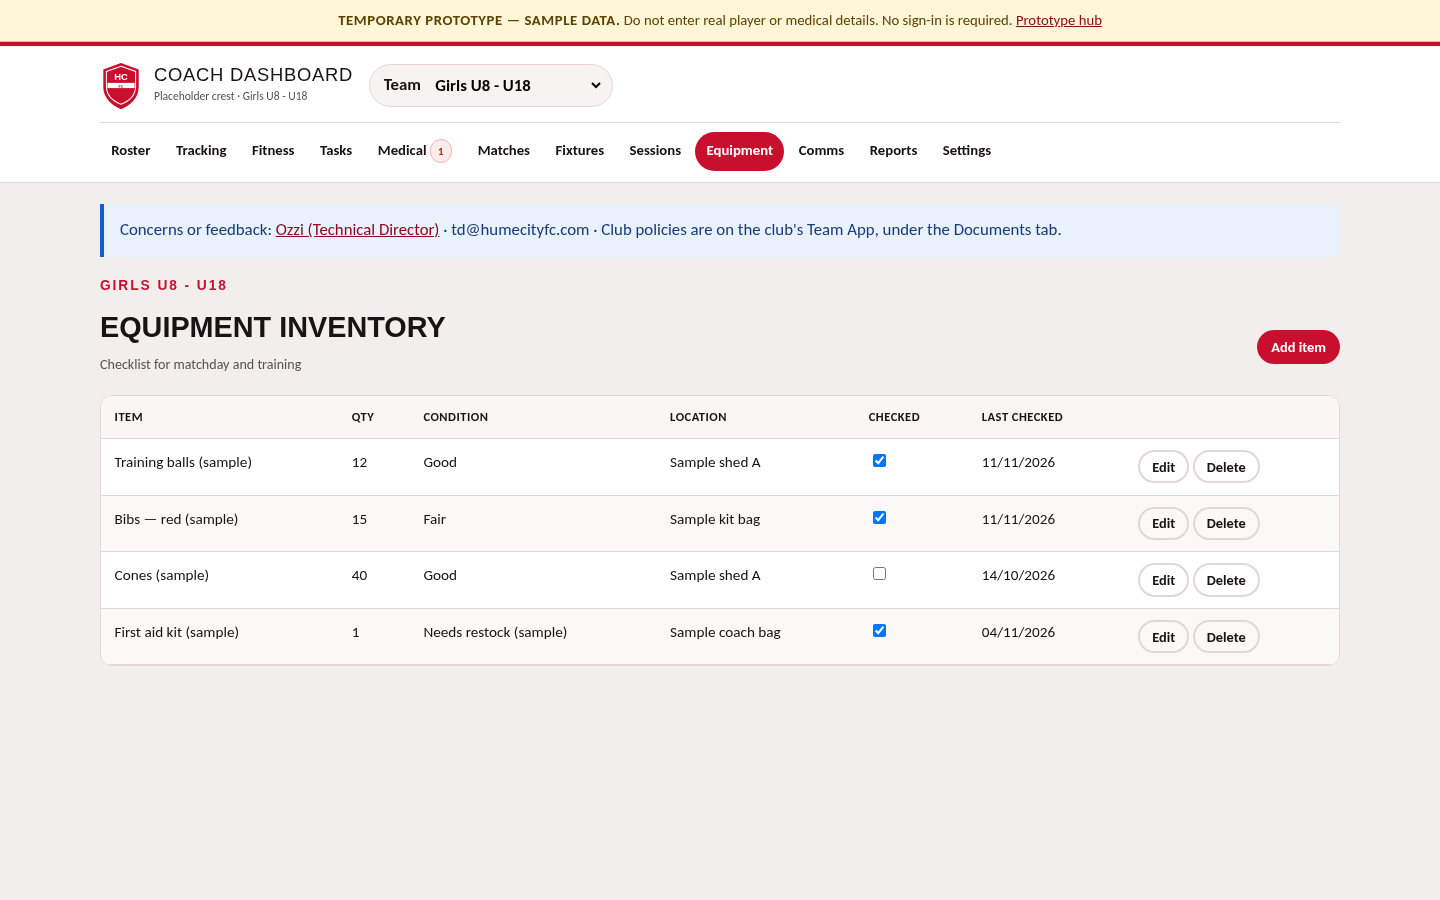 TEMPORARY PROTOTYPE — SAMPLE DATA. Do not enter real player or medical details. No sign-in is required. Prototype hub
HC
FC
COACH DASHBOARD
Placeholder crest · Girls U8 - U18
Team Girls U8 - U18
Roster Tracking Fitness Tasks Medical 1 Matches Fixtures Sessions Equipment Comms Reports Settings
Concerns or feedback: Ozzi (Technical Director) · td@humecityfc.com · Club policies are on the club's Team App, under the Documents tab.
GIRLS U8 - U18
EQUIPMENT INVENTORY
Checklist for matchday and training
Add item
ITEM QTY CONDITION LOCATION CHECKED LAST CHECKED
Training balls (sample) 12 Good Sample shed A 11/11/2026 Edit Delete
Bibs — red (sample) 15 Fair Sample kit bag 11/11/2026 Edit Delete
Cones (sample) 40 Good Sample shed A 14/10/2026 Edit Delete
First aid kit (sample) 1 Needs restock (sample) Sample coach bag 04/11/2026 Edit Delete